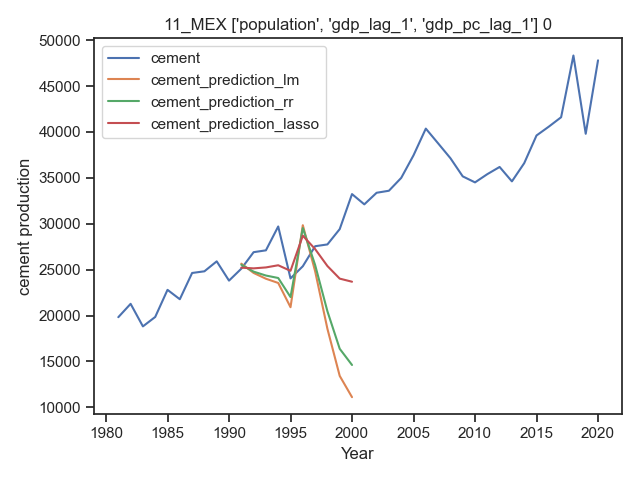 11_MEX ['population', 'gdp_lag_1', 'gdp_pc_lag_1'] 0
50000
45000
40000
35000
30000
25000
20000
15000
10000
cement production
cement
cement_prediction_lm
cement_prediction_rr
cement_prediction_lasso
1980
1985
1990
1995
2000
2005
2010
2015
2020
Year